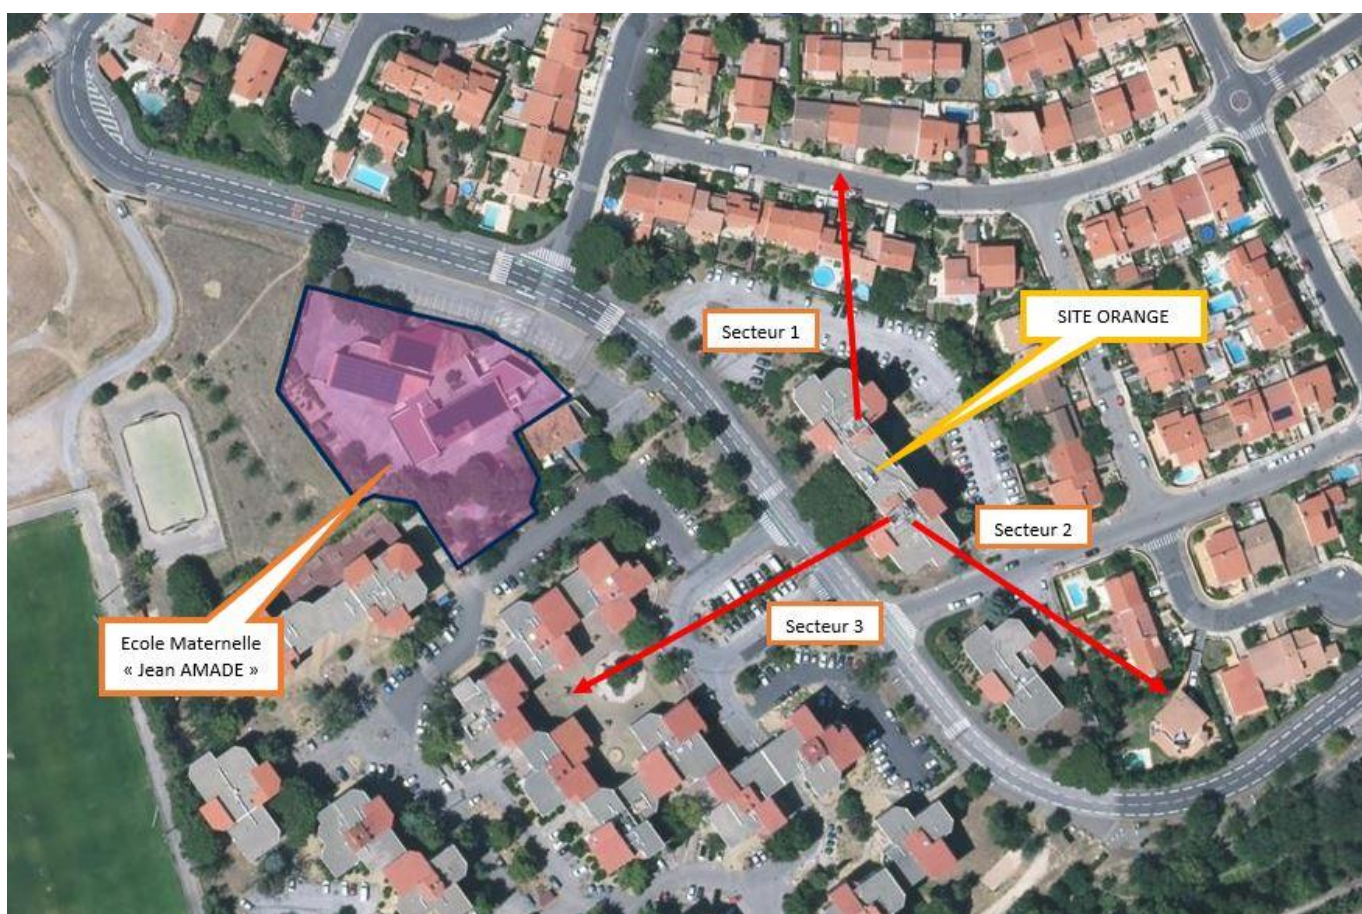 SITE ORANGE
Secteur 1
Secteur 2
Secteur 3
Ecole Maternelle
« Jean AMADE »